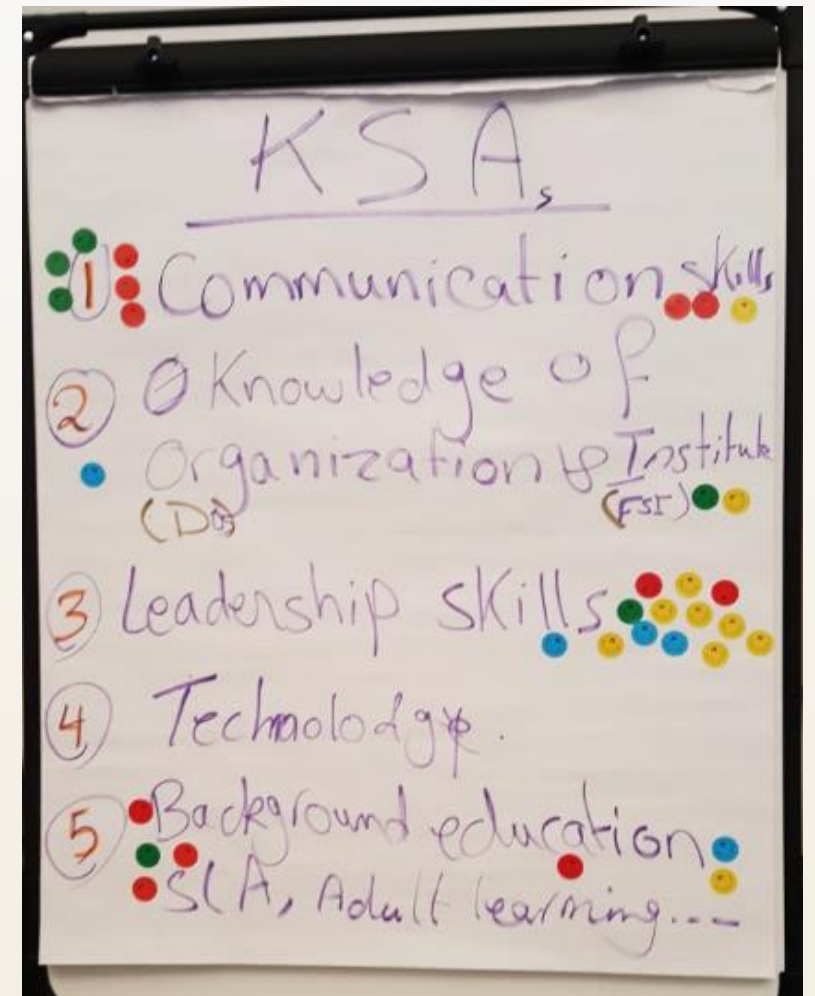 KSAs
1 Communication skills
2 Knowledge of
Organization & Institute
(DoS) (FSI)
3 Leadership skills
4 Technolodgy.
5 Background education
SLA, Adult learning...